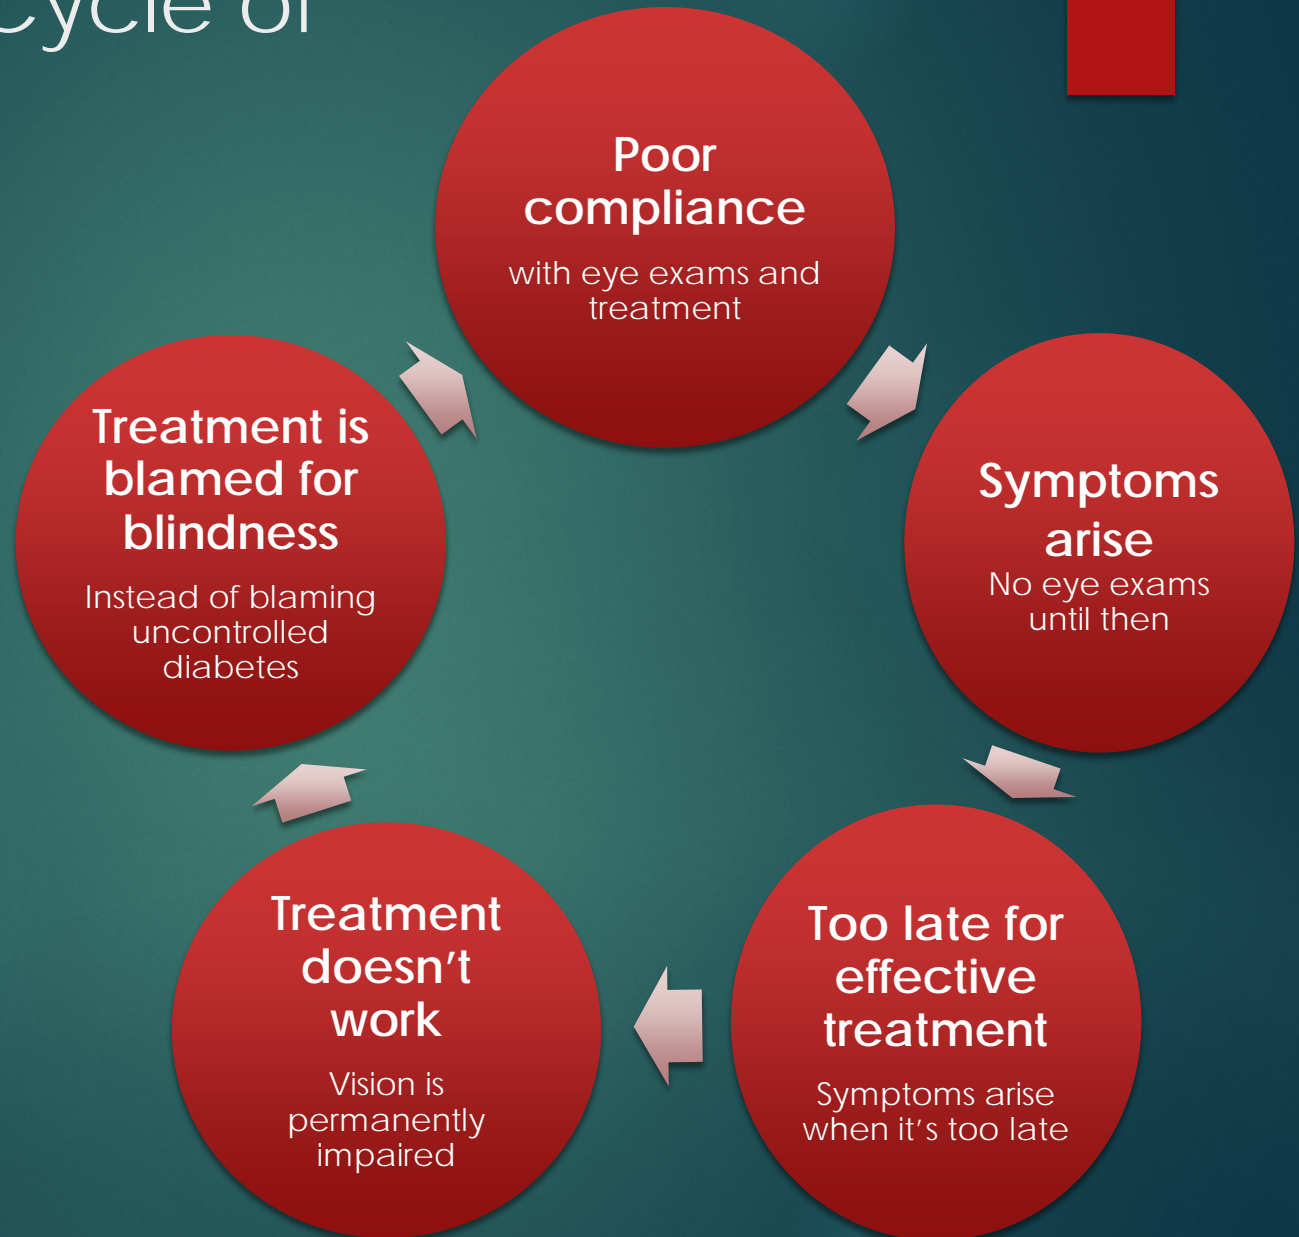 Cycle of
Poor
compliance
with eye exams and
treatment
Symptoms
arise
No eye exams
until then
Too late for
effective
treatment
Symptoms arise
when it's too late
Treatment
doesn't
work
Vision is
permanently
impaired
Treatment is
blamed for
blindness
Instead of blaming
uncontrolled
diabetes